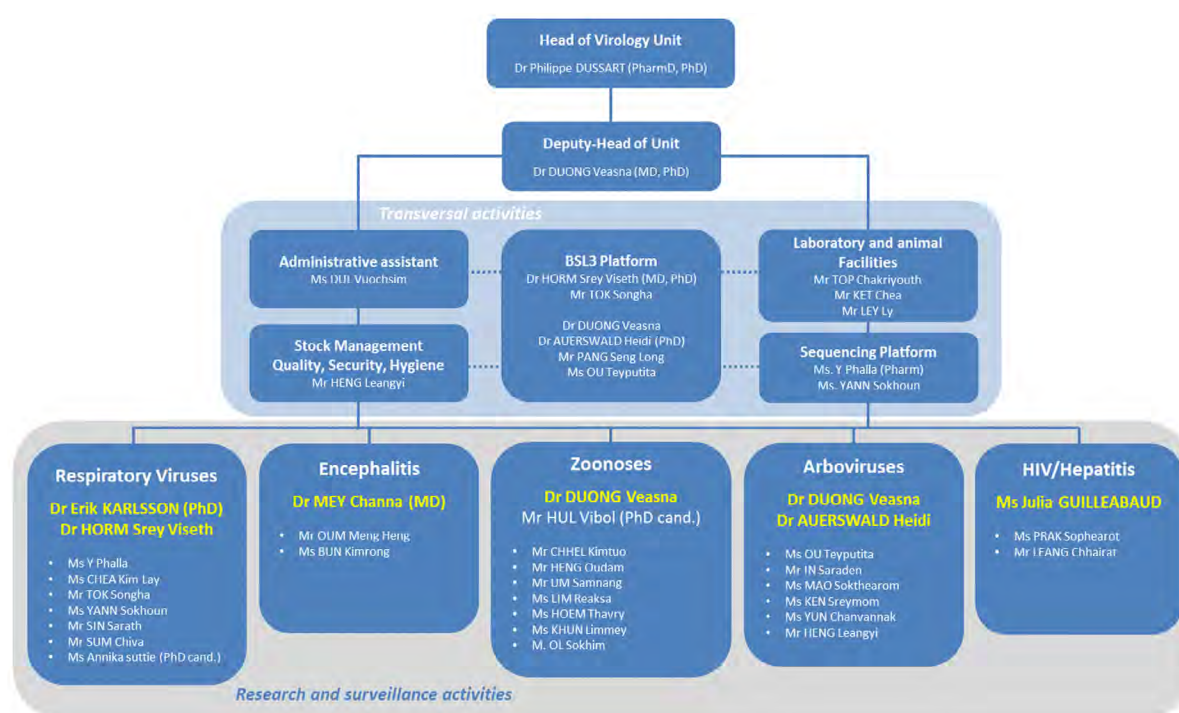 Head of Virology Unit
Dr Philippe DUSSART (PharmD, PhD)
Deputy-Head of Unit
Dr DUONG Veasna (MD, PhD)
Transversal activities
Administrative assistant
Ms DUL Vuochsim
BSL3 Platform
Dr HORM Srey Viseth (MD, PhD)
Mr TOK Songha
Dr DUONG Veasna
Dr AUERSWALD Heidi (PhD)
Mr PANG Seng Long
Ms OU Teyputita
Laboratory and animal
Facilities
Mr TOP Chakriyouth
Mr KET Chea
Mr LEY Ly
Stock Management
Quality, Security, Hygiene
Mr HENG Leangyi
Sequencing Platform
Ms. Y Phalla (Pharm)
Ms. YANN Sokhoun
Respiratory Viruses
Dr Erik KARLSSON (PhD)
Dr HORM Srey Viseth
• Ms Y Phalla
• Ms CHEA Kim Lay
• Mr TOK Songha
• Ms YANN Sokhoun
• Mr SIN Sarath
• Mr SUM Chiva
• Ms Annika suttie (PhD cand.)
Encephalitis
Dr MEY Channa (MD)
• Mr OUM Meng Heng
• Ms BUN Kimrong
Zoonoses
Dr DUONG Veasna
Mr HUL Vibol (PhD cand.)
• Mr CHHEL Kimtuo
• Mr HENG Oudam
• Mr Samnang
• Ms LIM Reaksa
• Ms HOEM Thavry
• Ms KHUN Limmey
• M. OL Sokhim
Arboviruses
Dr DUONG Veasna
Dr AUERSWALD Heidi
• Ms OU Teyputita
• Mr IN Saraden
• Ms MAO Sokthearom
• Ms KEN Sreymom
• Ms YUN Chanvannak
• Mr HENG Leangyi
HIV/Hepatitis
Ms Julia GUILLEABAUD
• Ms PRAK Sophearot
• Mr LEANG Chhairat
Research and surveillance activities